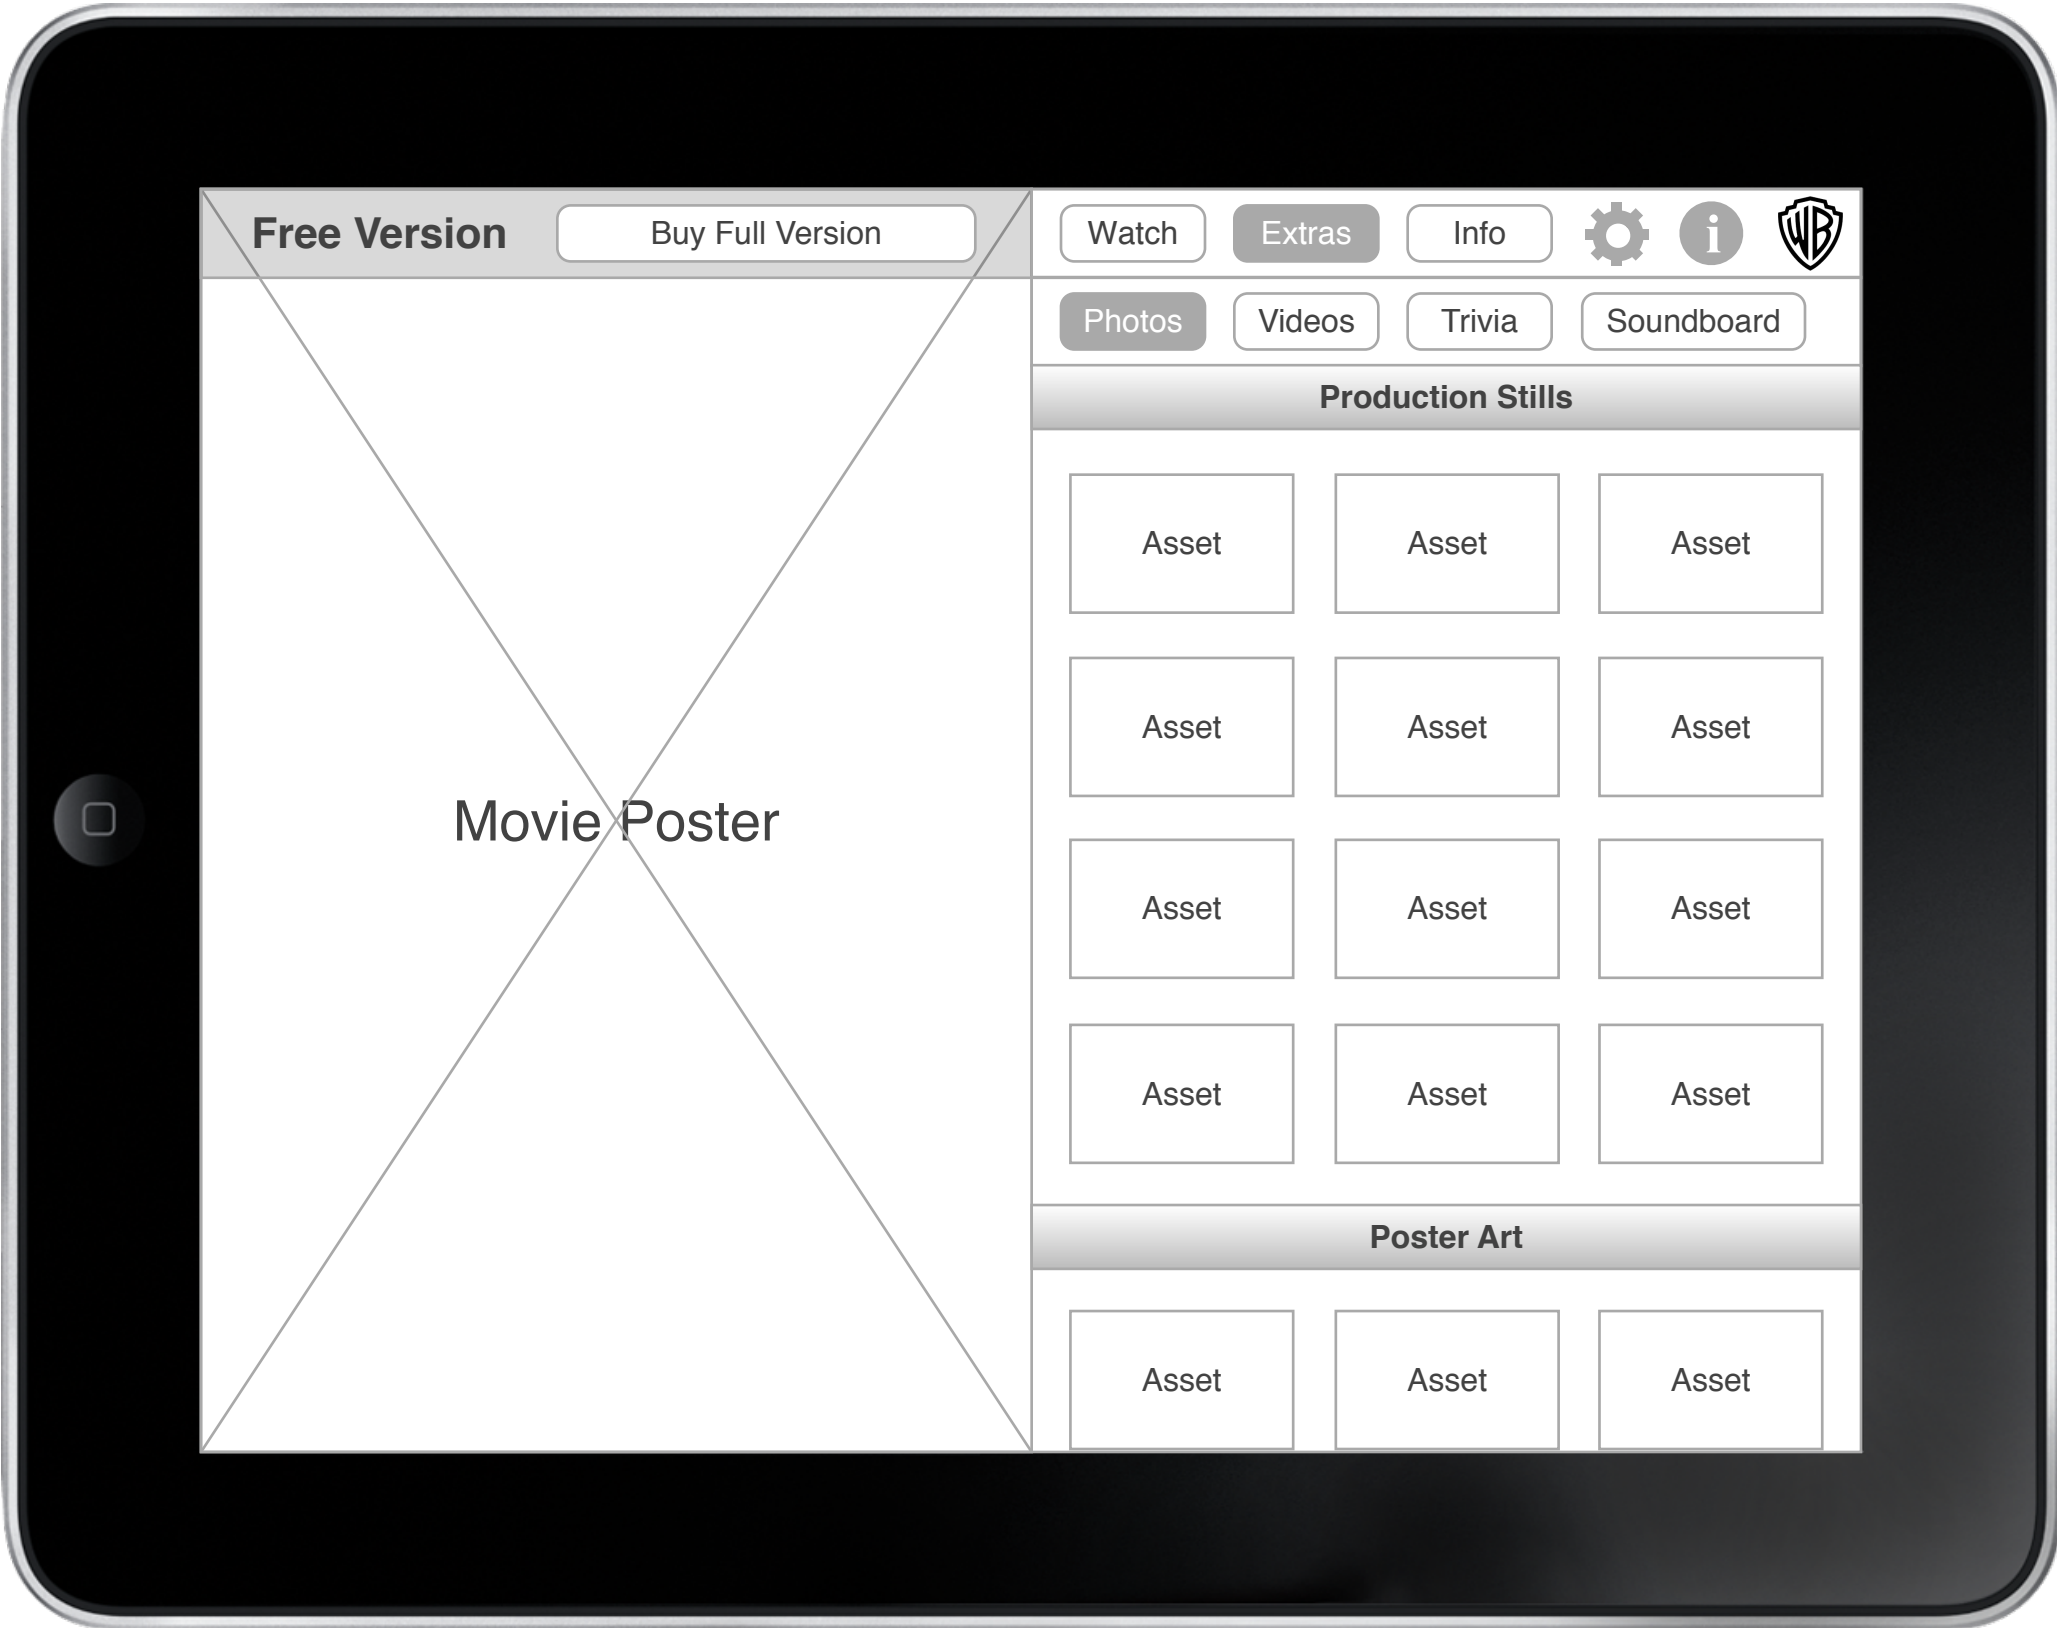 Free Version
Buy Full Version
Watch
Extras
Info
i
WB
Photos
Videos
Trivia
Soundboard
Production Stills
Asset
Asset
Asset
Asset
Asset
Asset
Movie Poster
Asset
Asset
Asset
Asset
Asset
Asset
Poster Art
Asset
Asset
Asset